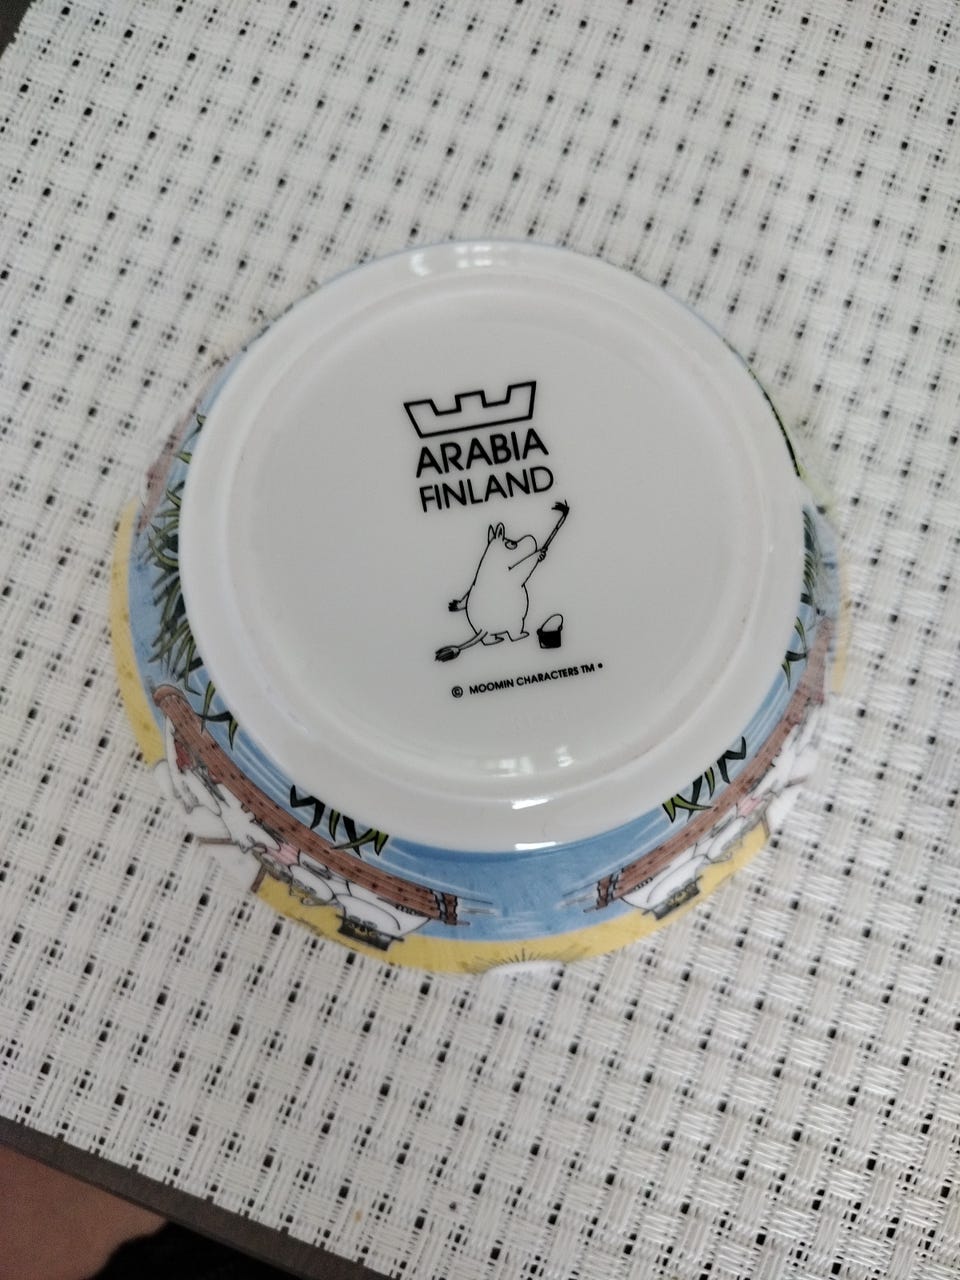 ARABIA
FINLAND
© MOOMIN CHARACTERS TM •